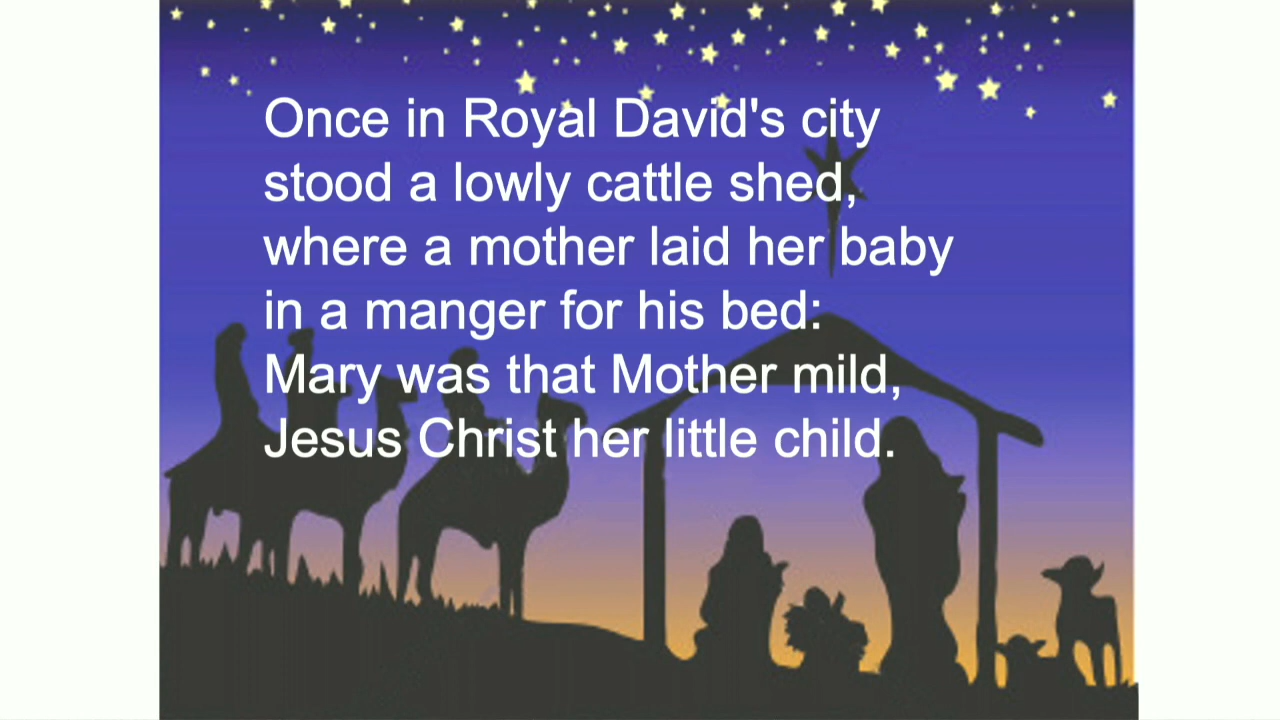 Once in Royal David's city
stood a lowly cattle shed,
where a mother laid her baby
in a manger for his bed:
Mary was that Mother mild,
Jesus Christ her little child.